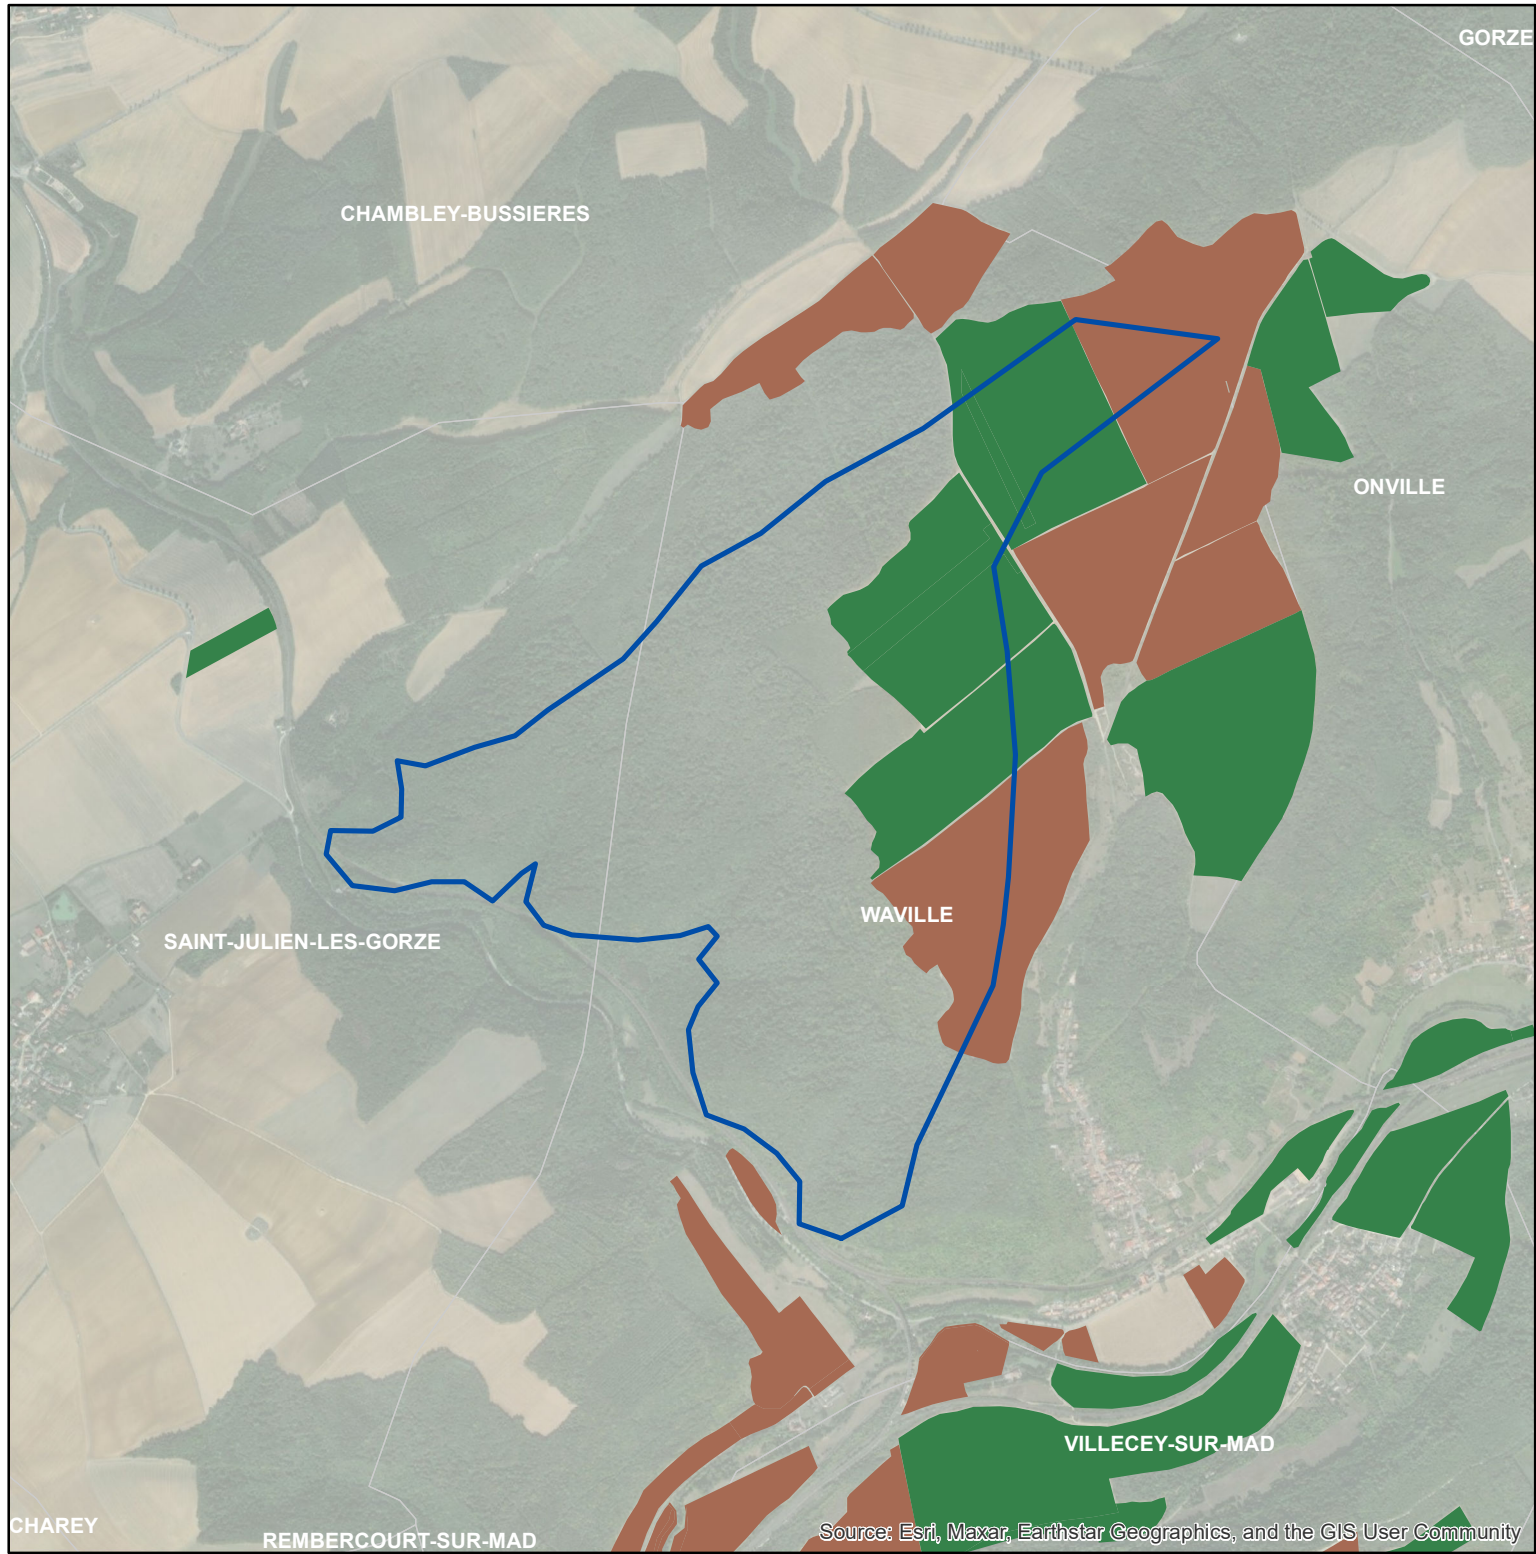 GORZE
CHAMBLEY-BUSSIERES
ONVILLE
WAVILLE
SAINT-JULIEN-LES-GORZE
VILLECEY-SUR-MAD
CHAREY
REMBERCOURT-SUR-MAD
Source: Esri, Maxar, Earthstar Geographics, and the GIS User Community